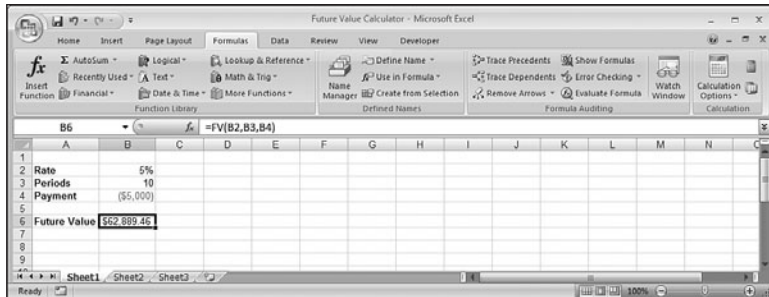 Future Value Calculator - Microsoft Excel
Home Insert Page Layout Formulas Data Review View Developer
fx Insert Function
Σ AutoSum
Recently Used
Financial
Logical
Text
Date & Time
Lookup & Reference
Math & Trig
More Functions
Function Library
Name Manager
Define Name
Use in Formula
Create from Selection
Defined Names
Trace Precedents
Trace Dependents
Remove Arrows
Show Formulas
Error Checking
Evaluate Formula
Formula Auditing
Watch Window
Calculation Options
Calculation
B6 fx =FV(B2,B3,B4)
A B C D E F G H I J K L M N
1
2 Rate 5%
3 Periods 10
4 Payment ($5,000)
5
6 Future Value $62,889.46
7
8
9
Sheet1 Sheet2 Sheet3
Ready 100%